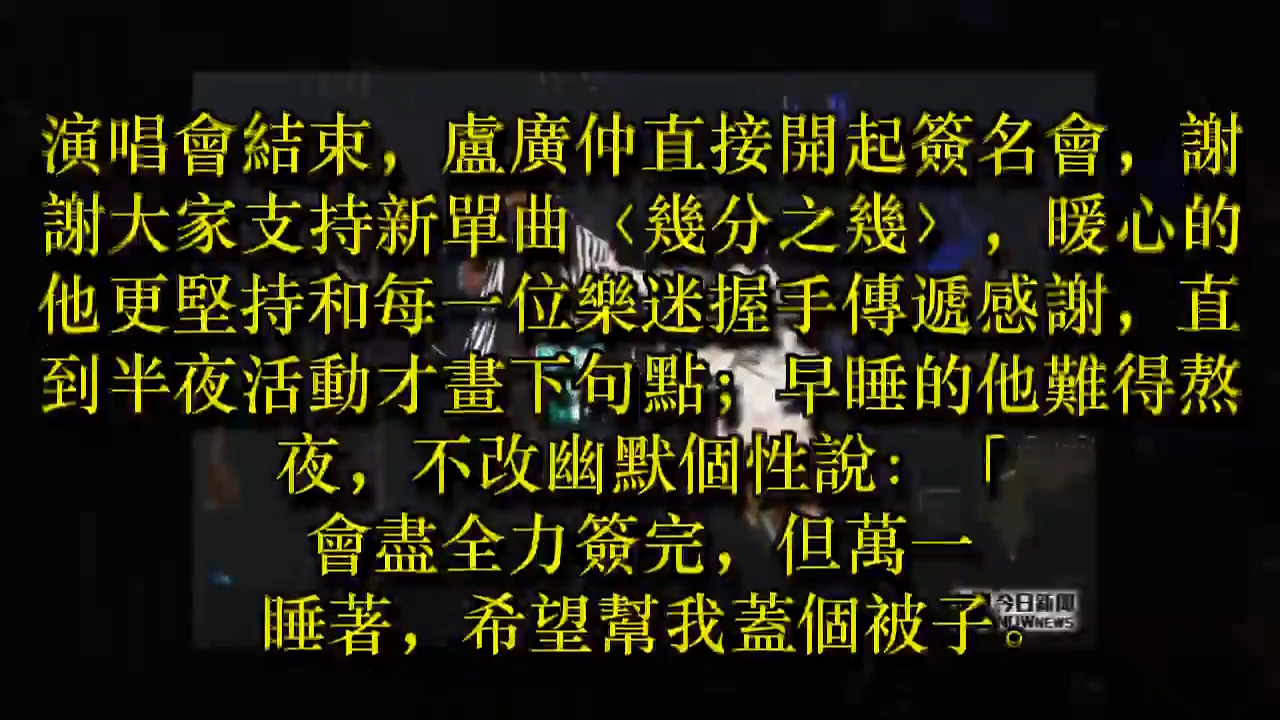 演唱會結束，盧廣仲直接開起簽名會，謝
謝大家支持新單曲〈幾分之幾〉，暖心的
他更堅持和每一位樂迷握手傳遞感謝，直
到半夜活動才畫下句點；早睡的他難得熬
夜，不改幽默個性說：「
會盡全力簽完，但萬一
睡著，希望幫我蓋個被子。
今日新聞
NOWNEWS